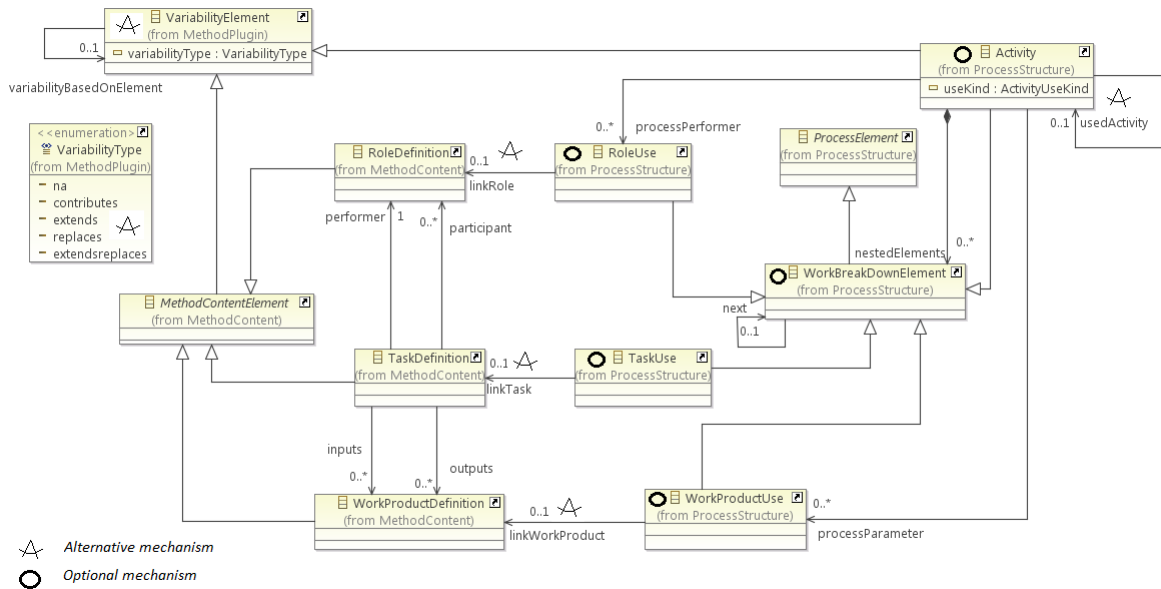 VariabilityElement
(from MethodPlugin)
variabilityType : VariabilityType
0..1
variabilityBasedOnElement
Activity
(from ProcessStructure)
useKind : ActivityUseKind
0..1
usedActivity
<<enumeration>>
VariabilityType
(from MethodPlugin)
na
contributes
extends
replaces
extendsreplaces
0..*
processPerformer
ProcessElement
(from ProcessStructure)
RoleDefinition
(from MethodContent)
0..1
linkRole
RoleUse
(from ProcessStructure)
performer
1
0..*
participant
nestedElements
0..*
WorkBreakDownElement
(from ProcessStructure)
next
0..1
MethodContentElement
(from MethodContent)
TaskDefinition
(from MethodContent)
0..1
linkTask
TaskUse
(from ProcessStructure)
inputs
0..*
outputs
0..*
WorkProductDefinition
(from MethodContent)
0..1
linkWorkProduct
WorkProductUse
(from ProcessStructure)
0..*
processParameter
Alternative mechanism
Optional mechanism